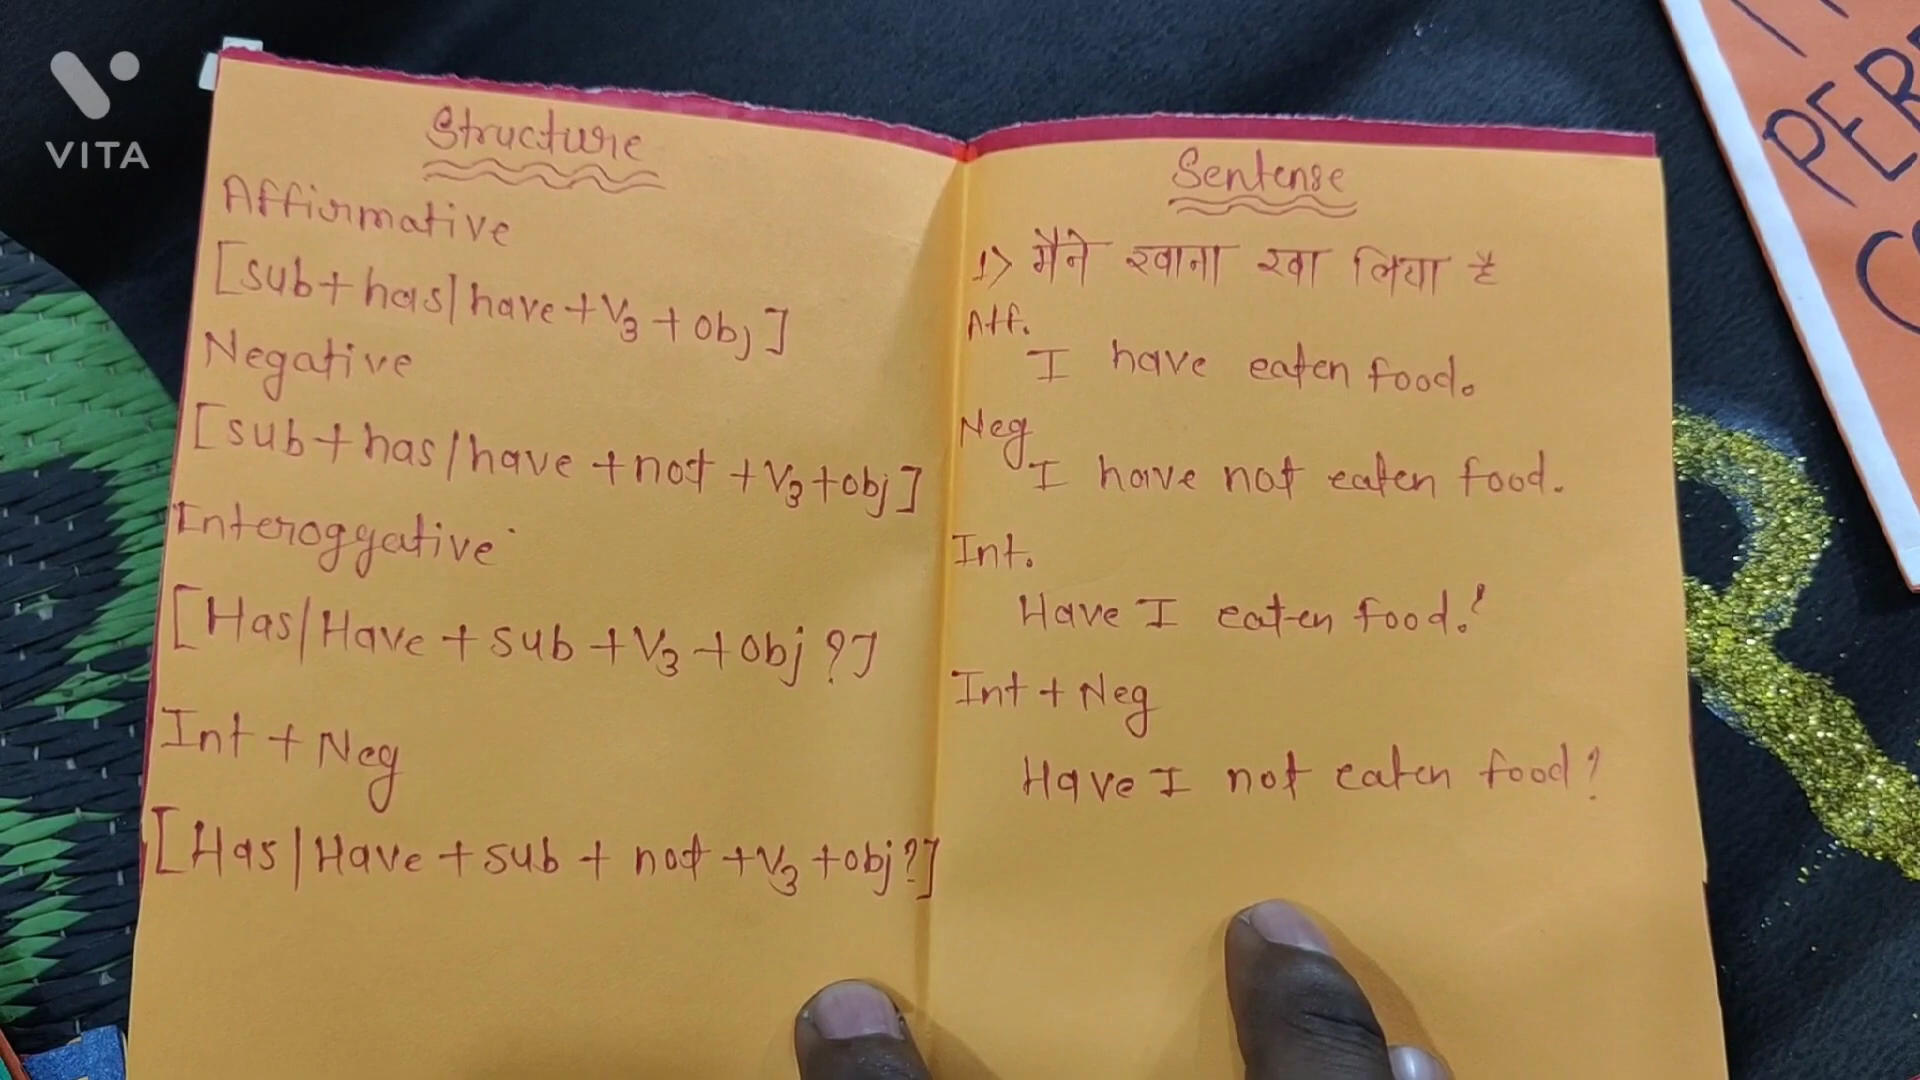 VITA
Structure
Affirmative
[sub+has/have+V3+obj]
Negative
[sub+has/have+not+V3+obj]
Interoggative
[Has/Have+sub+V3+obj?]
Int+Neg
[Has/Have+sub+not+V3+obj?]
Sentense
1> मैने खाना खा लिया है
Aff.
I have eaten food.
Neg
I have not eaten food.
Int.
Have I eaten food.?
Int+Neg
Have I not eaten food?